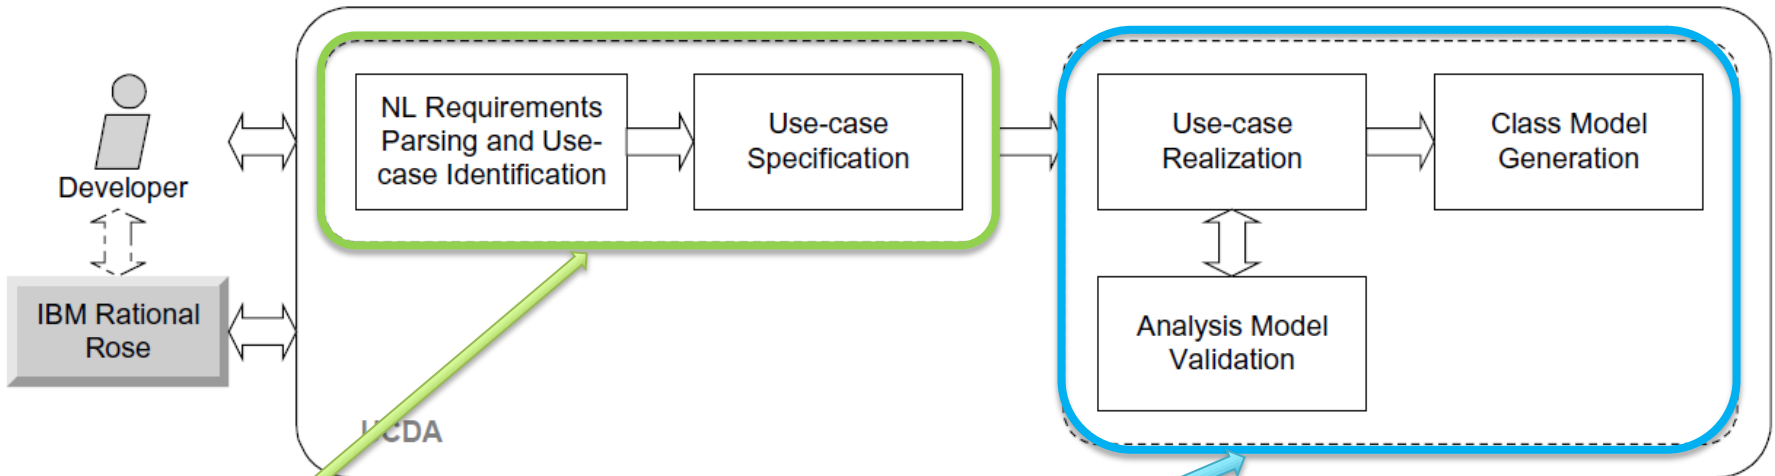 NL Requirements
Parsing and Use-
case Identification
Use-case
Specification
Use-case
Realization
Class Model
Generation
Developer
IBM Rational
Rose
Analysis Model
Validation
UCDA